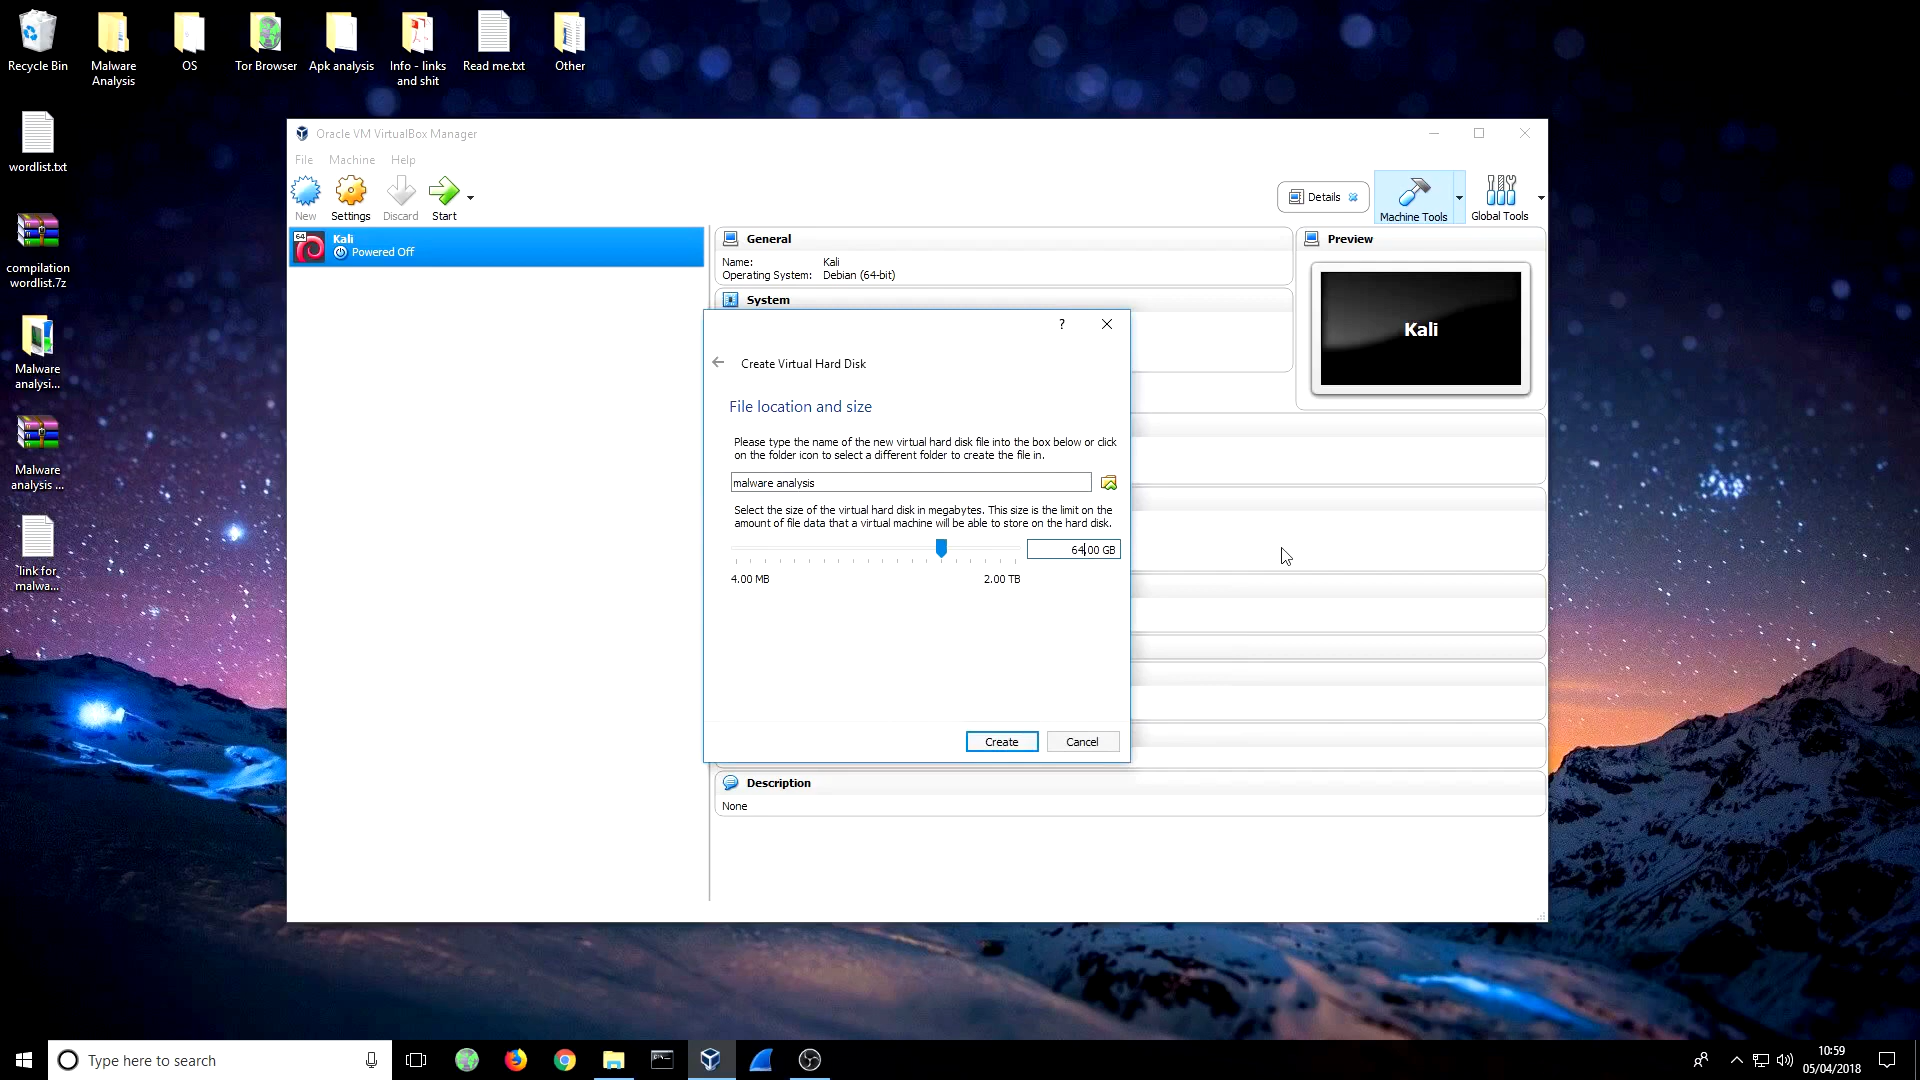 Recycle Bin
Malware
Analysis
OS
Tor Browser
Apk analysis
Info - links
and shit
Read me.txt
Other
wordlist.txt
compilation
wordlist.7z
Malware
analysi...
Malware
analysis ...
link for
malwa...
Oracle VM VirtualBox Manager
File Machine Help
New Settings Discard Start
Details
Machine Tools
Global Tools
64
Kali
Powered Off
General
Name: Kali
Operating System: Debian (64-bit)
System
Preview
Kali
?
Create Virtual Hard Disk
File location and size
Please type the name of the new virtual hard disk file into the box below or click
on the folder icon to select a different folder to create the file in.
malware analysis
Select the size of the virtual hard disk in megabytes. This size is the limit on the
amount of file data that a virtual machine will be able to store on the hard disk.
64.00 GB
4.00 MB 2.00 TB
Create Cancel
Description
None
Type here to search
10:59
05/04/2018